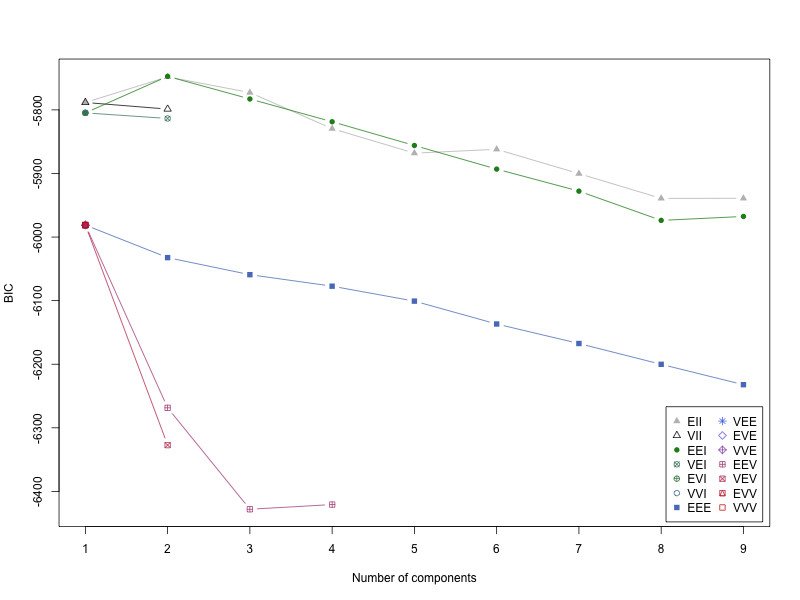 -5800
-5900
-6000
-6100
-6200
-6300
-6400
BIC
1 2 3 4 5 6 7 8 9
Number of components
EII VEE
VII EVE
EEI VVE
VEI EEV
EVI VEV
VVI EVV
EEE VVV